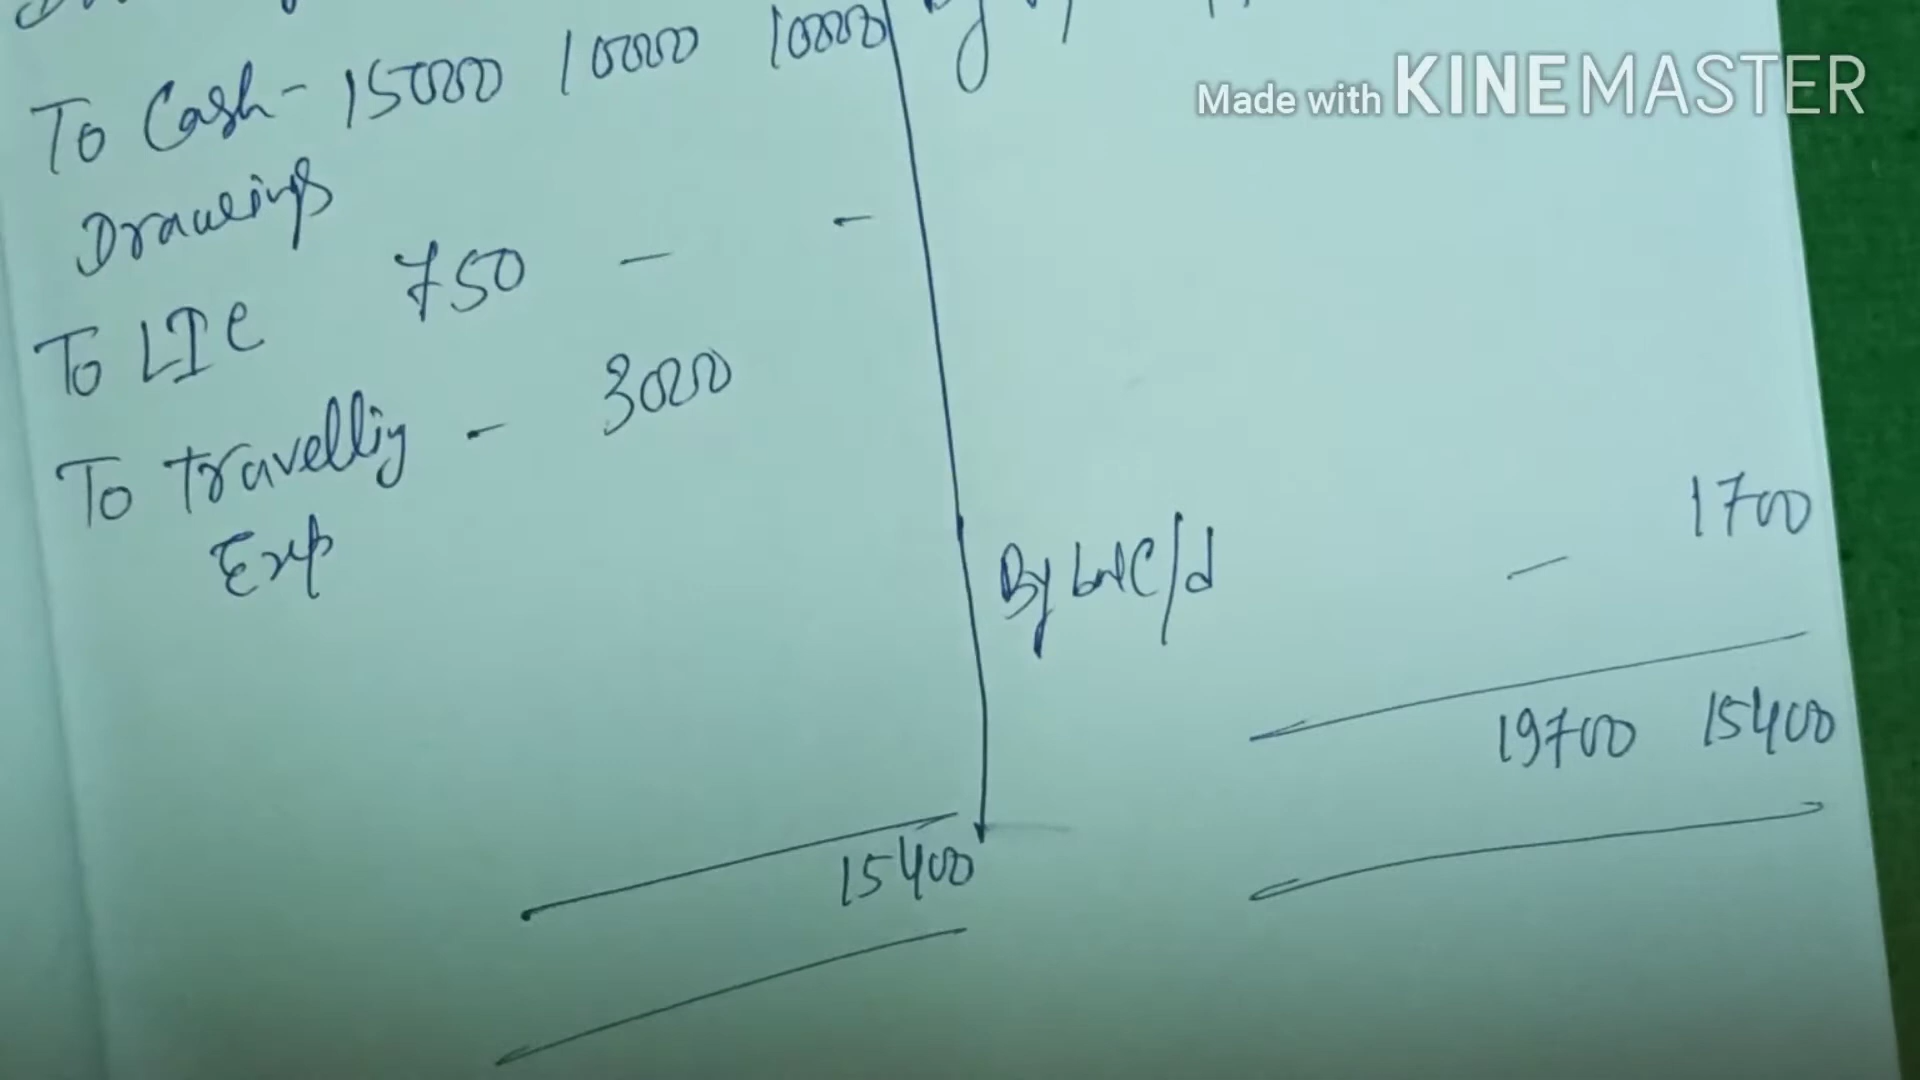 Made with KINEMASTER
To Cash - 15000 10000 10000
Drawings
To LIC 750 - -
To travelliy - 3000
Exp
By bal C/d - 1700
19700 15400
15400